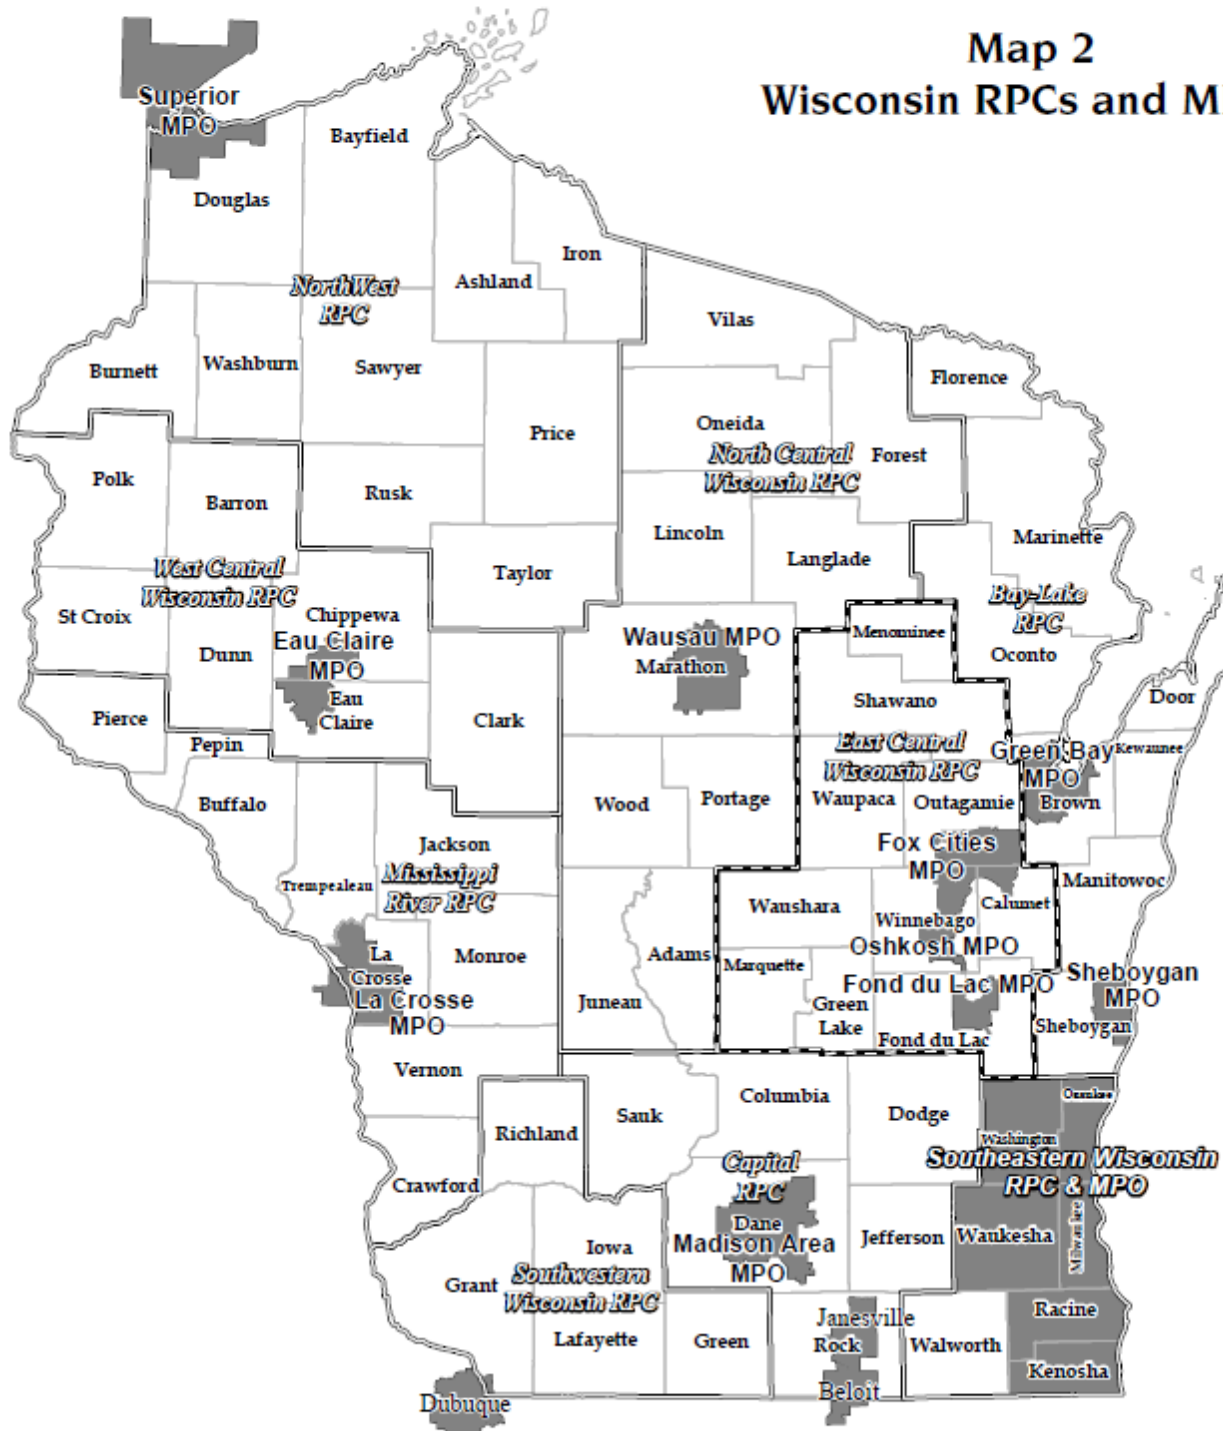 Map 2
Wisconsin RPCs and M
Superior
MPO
Bayfield
Douglas
Iron
Ashland
NorthWest
RPC
Vilas
Burnett
Washburn
Sawyer
Florence
Price
Oneida
North Central
Wisconsin RPC
Forest
Polk
Barron
Rusk
Lincoln
Marinette
Langlade
West Central
Wisconsin RPC
Taylor
Bay-Lake
RPC
St Croix
Chippewa
Eau Claire
MPO
Wausau MPO
Marathon
Menominee
Dunn
Oconto
Eau
Claire
Shawano
Door
Pierce
Clark
Pepin
East Central
Wisconsin RPC
Green Bay
MPO
Kewaunee
Buffalo
Wood
Portage
Waupaca
Outagamie
Brown
Jackson
Fox Cities
MPO
Mississippi
River RPC
Trempealeau
Manitowoc
Waushara
Winnebago
Calumet
La
Crosse
Monroe
Adams
Oshkosh MPO
Marquette
La Crosse
MPO
Juneau
Fond du Lac MPO
Sheboygan
MPO
Green
Lake
Fond du Lac
Sheboygan
Vernon
Columbia
Dodge
Ozaukee
Sauk
Richland
Washington
Capital
RPC
Southeastern Wisconsin
RPC & MPO
Crawford
Dane
Madison Area
MPO
Jefferson
Waukesha
Milwaukee
Iowa
Grant
Southwestern
Wisconsin RPC
Lafayette
Green
Janesville
Rock
Walworth
Racine
Kenosha
Beloit
Dubuque